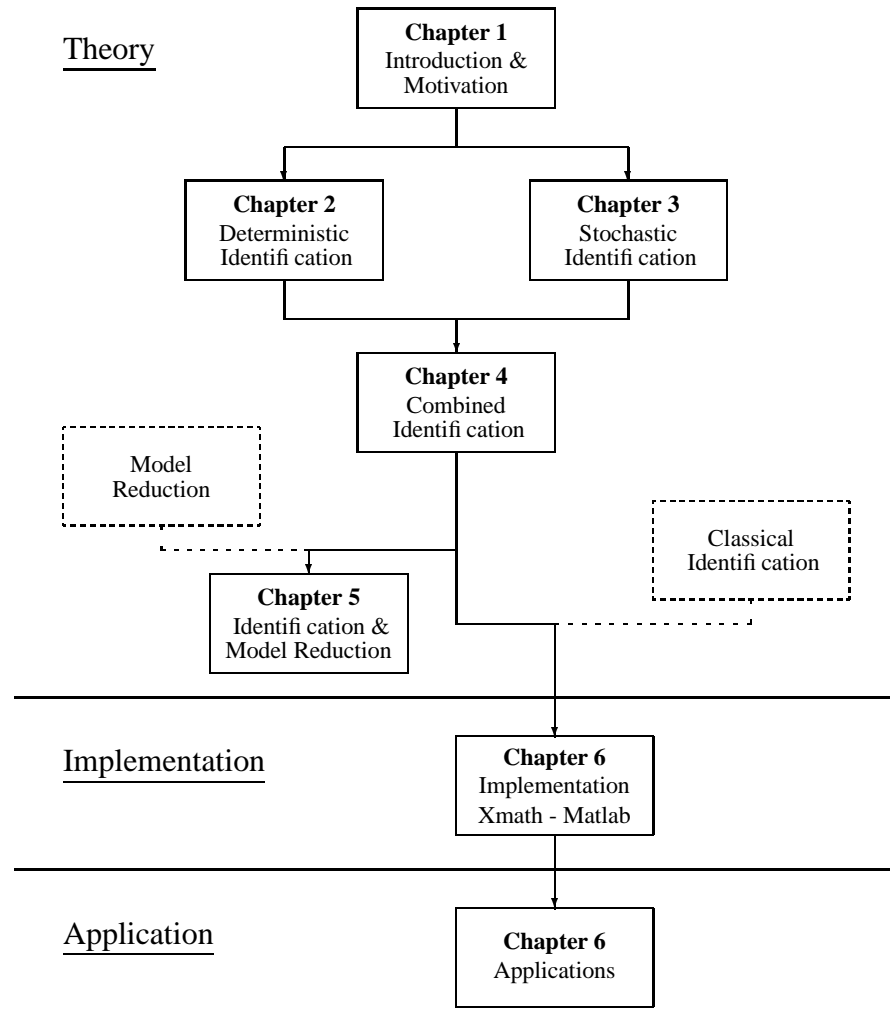 Theory
Chapter 1
Introduction &
Motivation
Chapter 2
Deterministic
Identifi cation
Chapter 3
Stochastic
Identifi cation
Chapter 4
Combined
Identifi cation
Model
Reduction
Classical
Identifi cation
Chapter 5
Identifi cation &
Model Reduction
Implementation
Chapter 6
Implementation
Xmath - Matlab
Application
Chapter 6
Applications